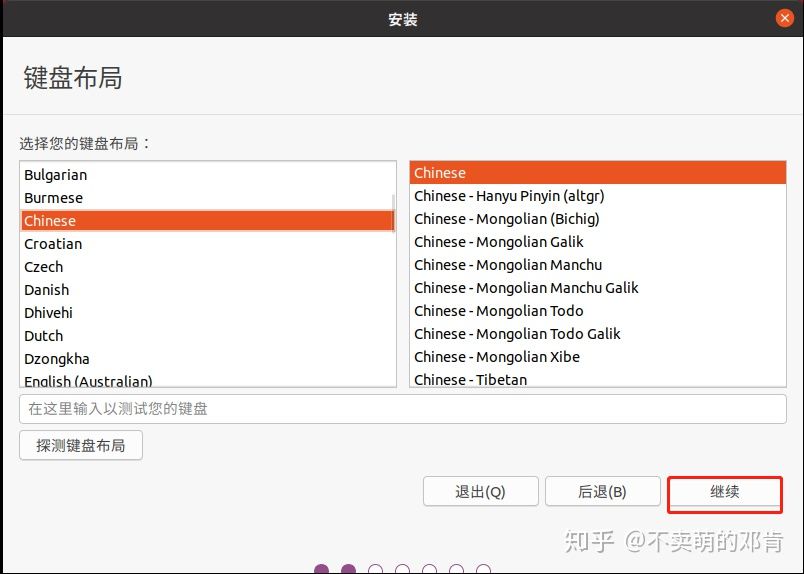 安装
键盘布局
选择您的键盘布局：
Bulgarian
Burmese
Chinese
Croatian
Czech
Danish
Dhivehi
Dutch
Dzongkha
English (Australian)
Chinese
Chinese - Hanyu Pinyin (altgr)
Chinese - Mongolian (Bichig)
Chinese - Mongolian Galik
Chinese - Mongolian Manchu
Chinese - Mongolian Manchu Galik
Chinese - Mongolian Todo
Chinese - Mongolian Todo Galik
Chinese - Mongolian Xibe
Chinese - Tibetan
在这里输入以测试您的键盘
探测键盘布局
退出(Q) 后退(B) 继续
知乎 @不卖萌的邓肯